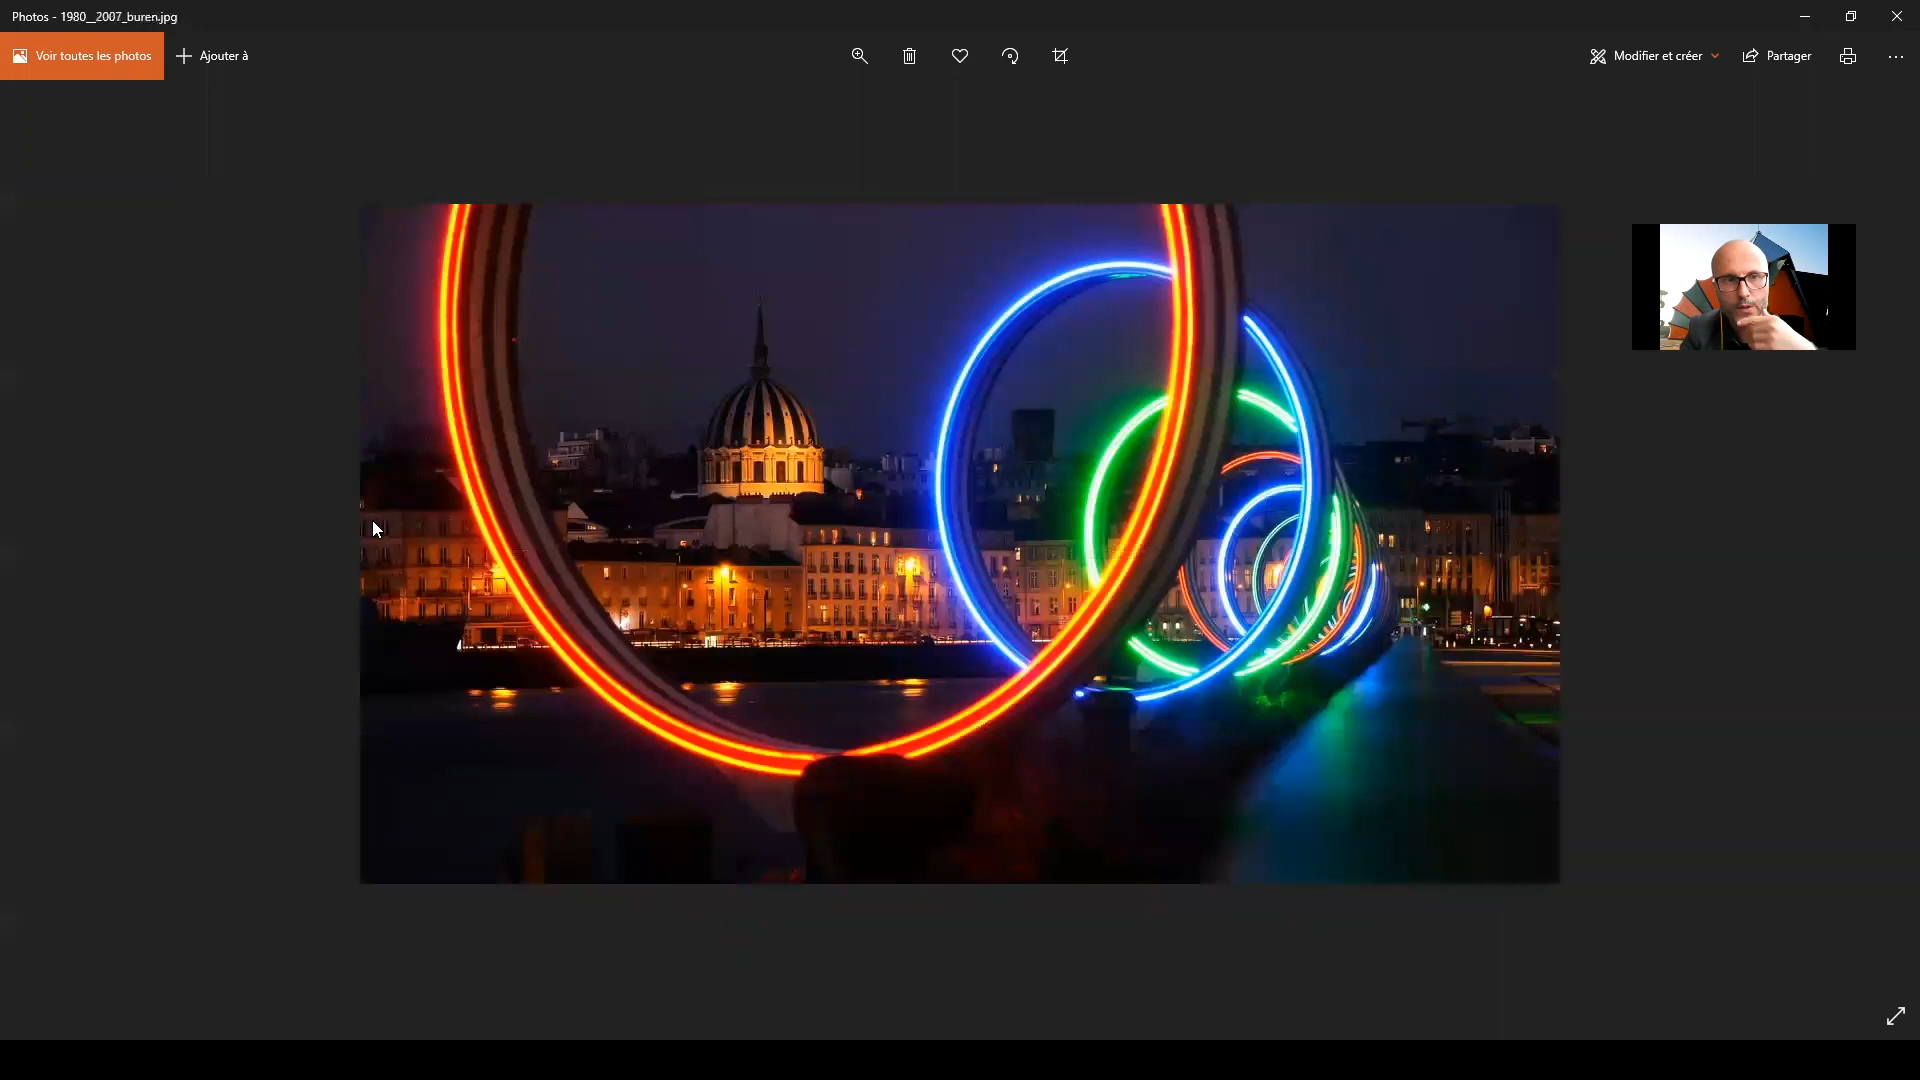 Photos - 1980__2007_buren.jpg
Voir toutes les photos
Ajouter à
Modifier et créer
Partager